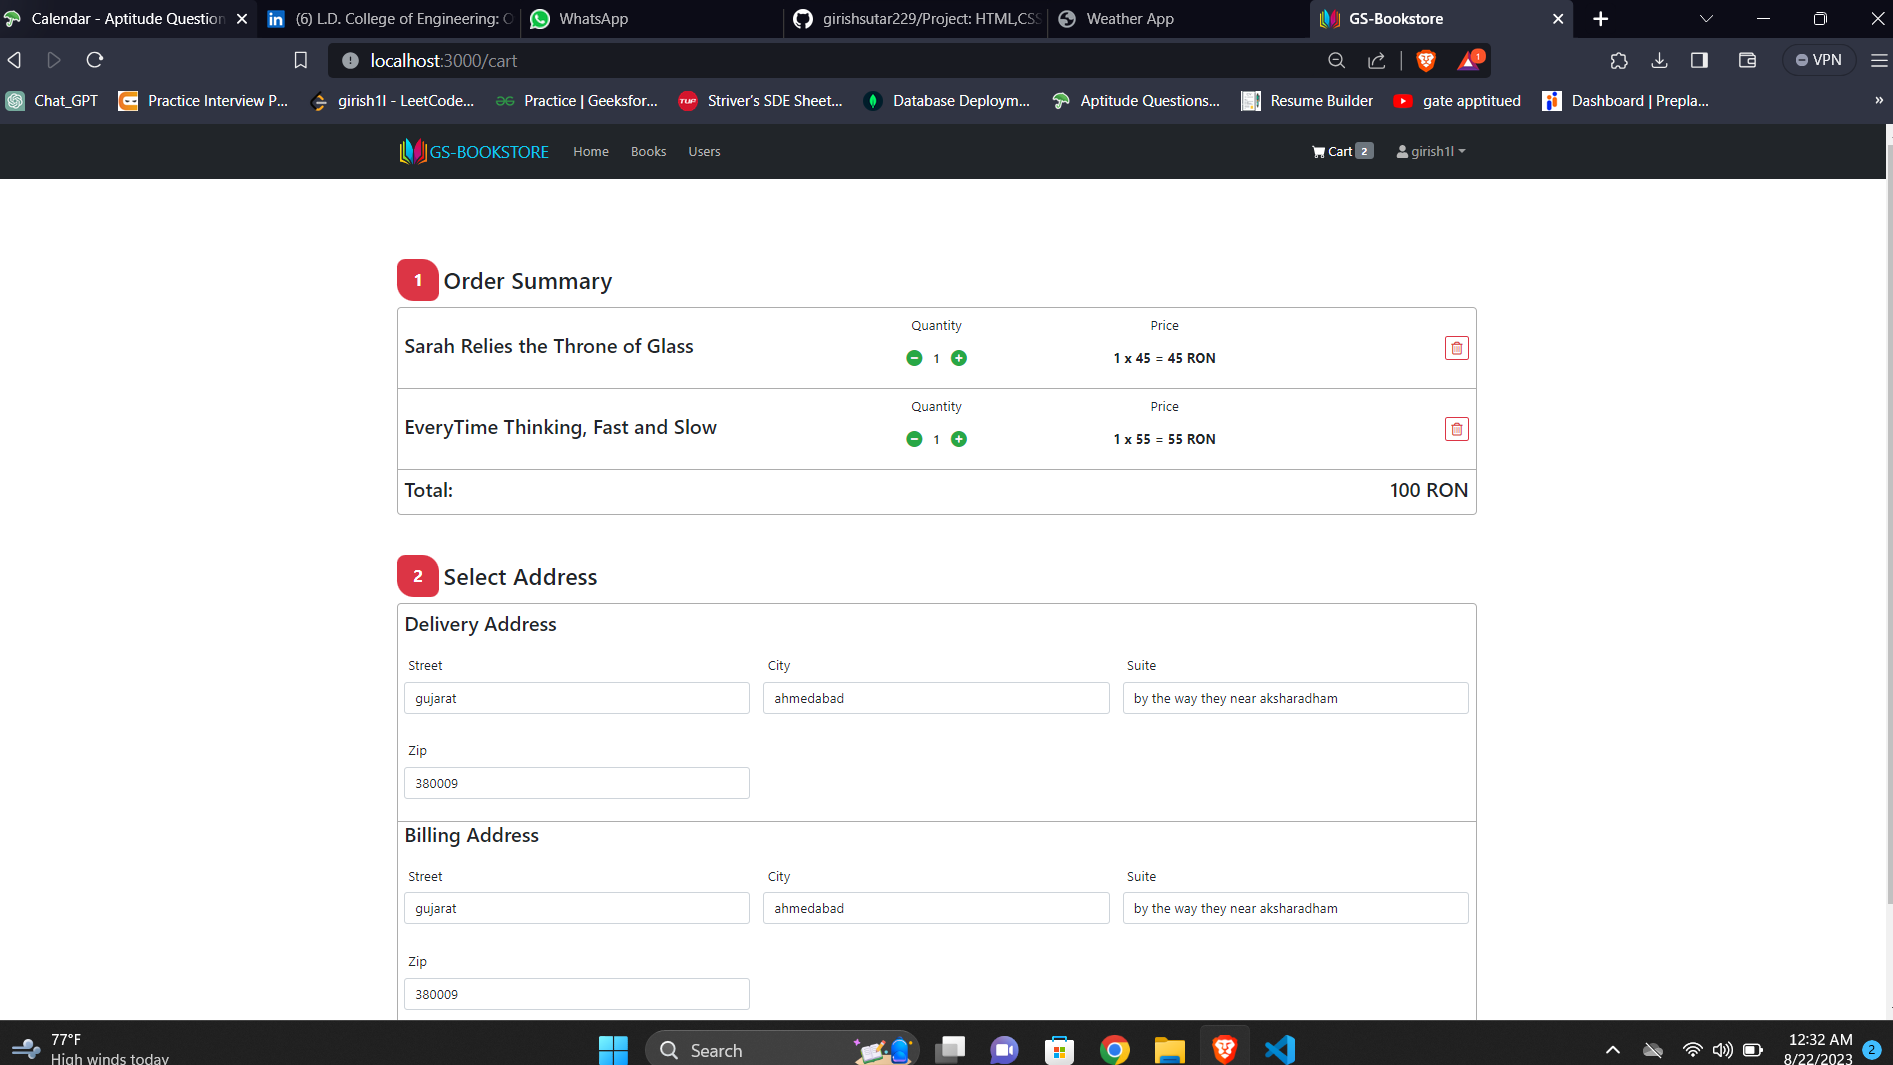 Calendar - Aptitude Question
(6) L.D. College of Engineering: O
WhatsApp
girishsutar229/Project: HTML,CSS
Weather App
GS-Bookstore
localhost:3000/cart
1
VPN
Chat_GPT
Practice Interview P...
girish1l - LeetCode...
Practice | Geeksfor...
TUF
Striver's SDE Sheet...
Database Deploym...
Aptitude Questions...
Resume Builder
gate apptitued
Dashboard | Prepla...
»
GS-BOOKSTORE
Home
Books
Users
Cart 2
girish1l
1 Order Summary
Quantity Price
Sarah Relies the Throne of Glass
1
1 x 45 = 45 RON
Quantity Price
EveryTime Thinking, Fast and Slow
1
1 x 55 = 55 RON
Total: 100 RON
2 Select Address
Delivery Address
Street City Suite
gujarat ahmedabad by the way they near aksharadham
Zip
380009
Billing Address
Street City Suite
gujarat ahmedabad by the way they near aksharadham
Zip
380009
77°F
High winds today
Search
12:32 AM
8/22/2023
2